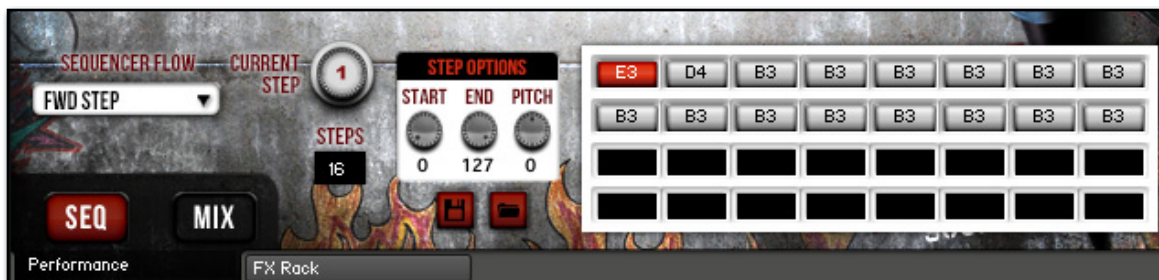 SEQUENCER FLOW
FWD STEP
CURRENT
STEP
1
STEPS
16
STEP OPTIONS
START END PITCH
0 127 0
E3 D4 B3 B3 B3 B3 B3 B3
B3 B3 B3 B3 B3 B3 B3 B3
SEQ MIX
Performance FX Rack